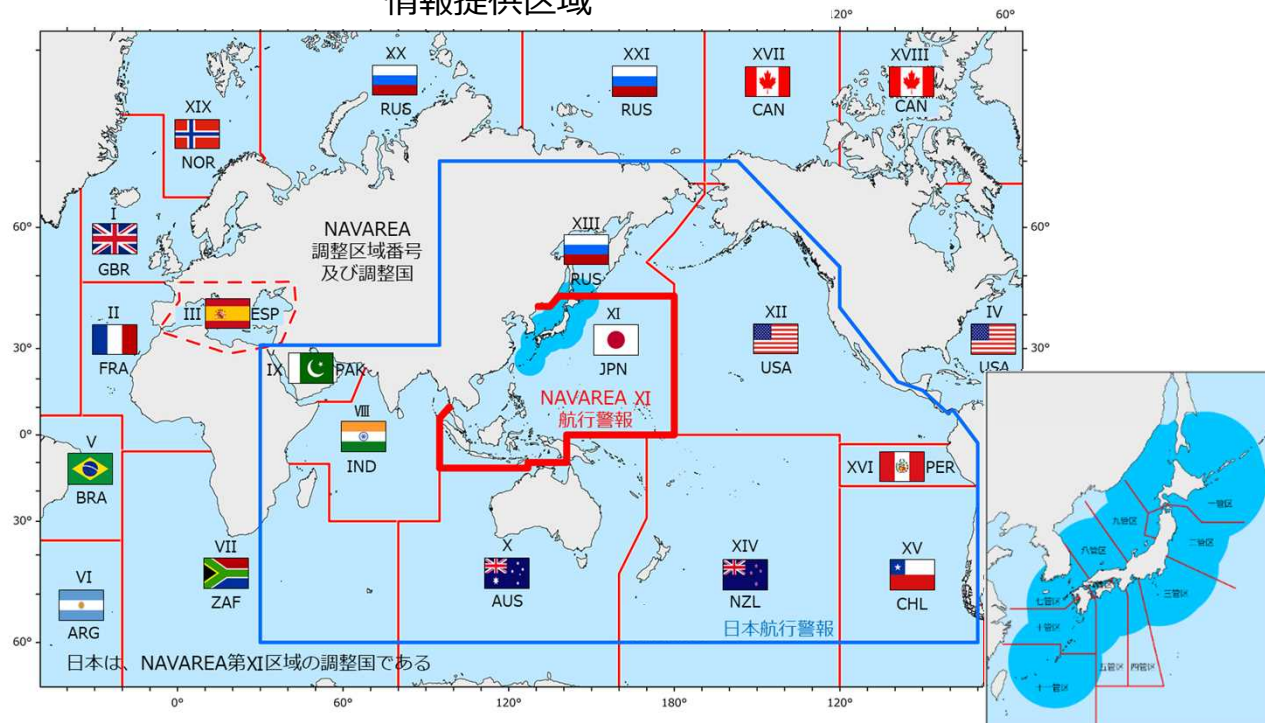 情報提供区域
120°
60°
XX
RUS
XXI
RUS
XVII
CAN
XVIII
CAN
XIX
NOR
I
GBR
NAVAREA
調整区域番号
及び調整国
XIII
RUS
60°
60°
II
FRA
III
ESP
XI
JPN
XII
USA
IV
USA
30°
30°
IX
PAK
NAVAREA XI
航行警報
VIII
IND
0°
V
BRA
XVI
PER
30°
VII
ZAF
X
AUS
XIV
NZL
XV
CHL
VI
ARG
日本航行警報
60°
日本は、NAVAREA第XI区域の調整国である
0°
60°
120°
180°
120°
一管区
九管区
二管区
八管区
三管区
七管区
十管区
五管区
四管区
十一管区